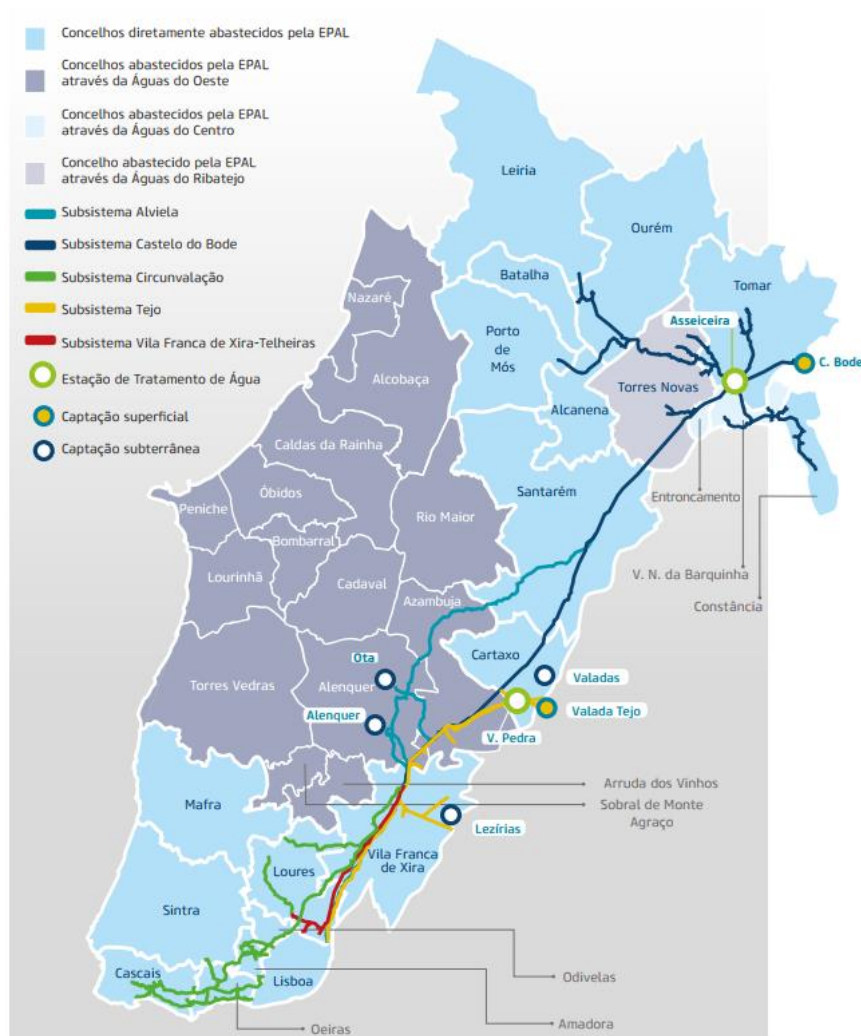 Concelhos diretamente abastecidos pela EPAL
Concelhos abastecidos pela EPAL
através da Águas do Oeste
Concelhos abastecidos pela EPAL
através da Águas do Centro
Concelho abastecido pela EPAL
através da Águas do Ribatejo
Subsistema Alviela
Subsistema Castelo do Bode
Subsistema Circunvalação
Subsistema Tejo
Subsistema Vila Franca de Xira-Telheiras
Estação de Tratamento de Água
Captação superficial
Captação subterrânea
Leiria
Ourém
Batalha
Tomar
Nazaré
Asseiceira
Porto
de
Mós
C. Bode
Alcobaça
Torres Novas
Alcanena
Caldas da Rainha
Santarém
Óbidos
Entroncamento
Peniche
Rio Maior
Bombarral
V. N. da Barquinha
Lourinhã
Cadaval
Azambuja
Constância
Cartaxo
Ota
Valadas
Torres Vedras
Alenquer
Valada Tejo
Alenquer
V. Pedra
Arruda dos Vinhos
Mafra
Sobral de Monte
Agraço
Lezírias
Vila Franca
de Xira
Loures
Sintra
Cascais
Lisboa
Odivelas
Amadora
Oeiras